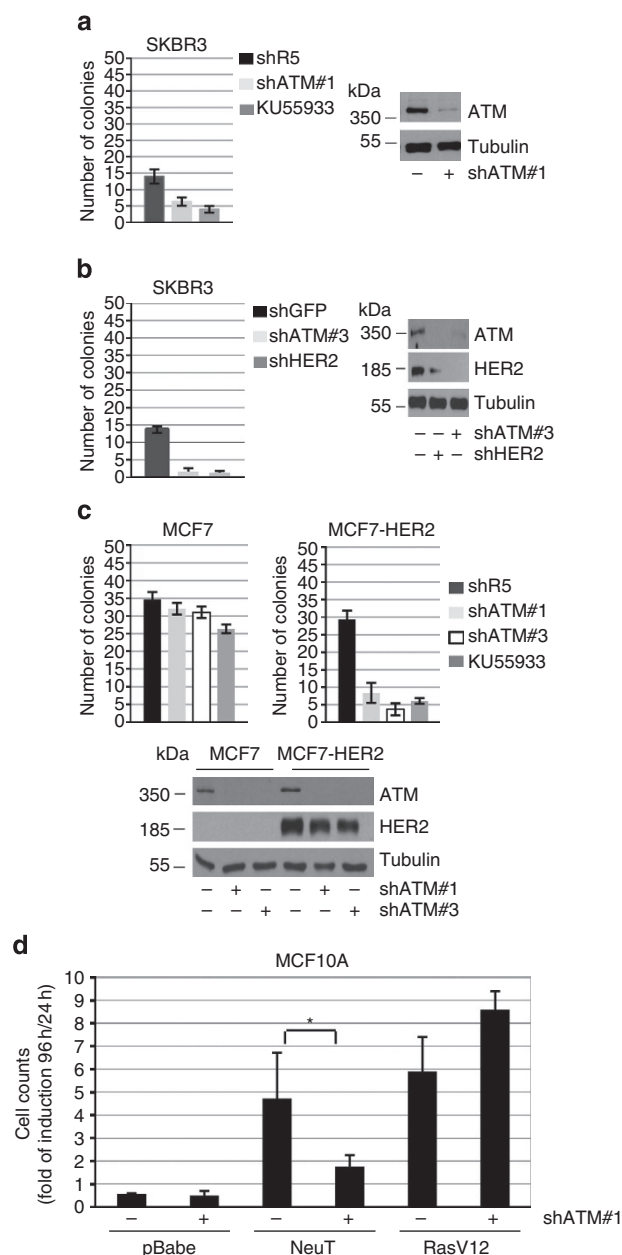 a
SKBR3
Number of colonies
50
45
40
35
30
25
20
15
10
5
0
shR5
shATM#1
KU55933
kDa
350
55
ATM
Tubulin
– + shATM#1
b
SKBR3
Number of colonies
50
45
40
35
30
25
20
15
10
5
0
shGFP
shATM#3
shHER2
kDa
350
185
55
ATM
HER2
Tubulin
– – + shATM#3
– + – shHER2
c
MCF7
Number of colonies
50
45
40
35
30
25
20
15
10
5
0
MCF7-HER2
Number of colonies
50
45
40
35
30
25
20
15
10
5
0
shR5
shATM#1
shATM#3
KU55933
kDa MCF7 MCF7-HER2
350
185
55
ATM
HER2
Tubulin
– + – – + – shATM#1
– – + – – + shATM#3
d
MCF10A
Cell counts
(fold of induction 96 h/24 h)
10
9
8
7
6
5
4
3
2
1
0
*
– + – + – + shATM#1
pBabe NeuT RasV12